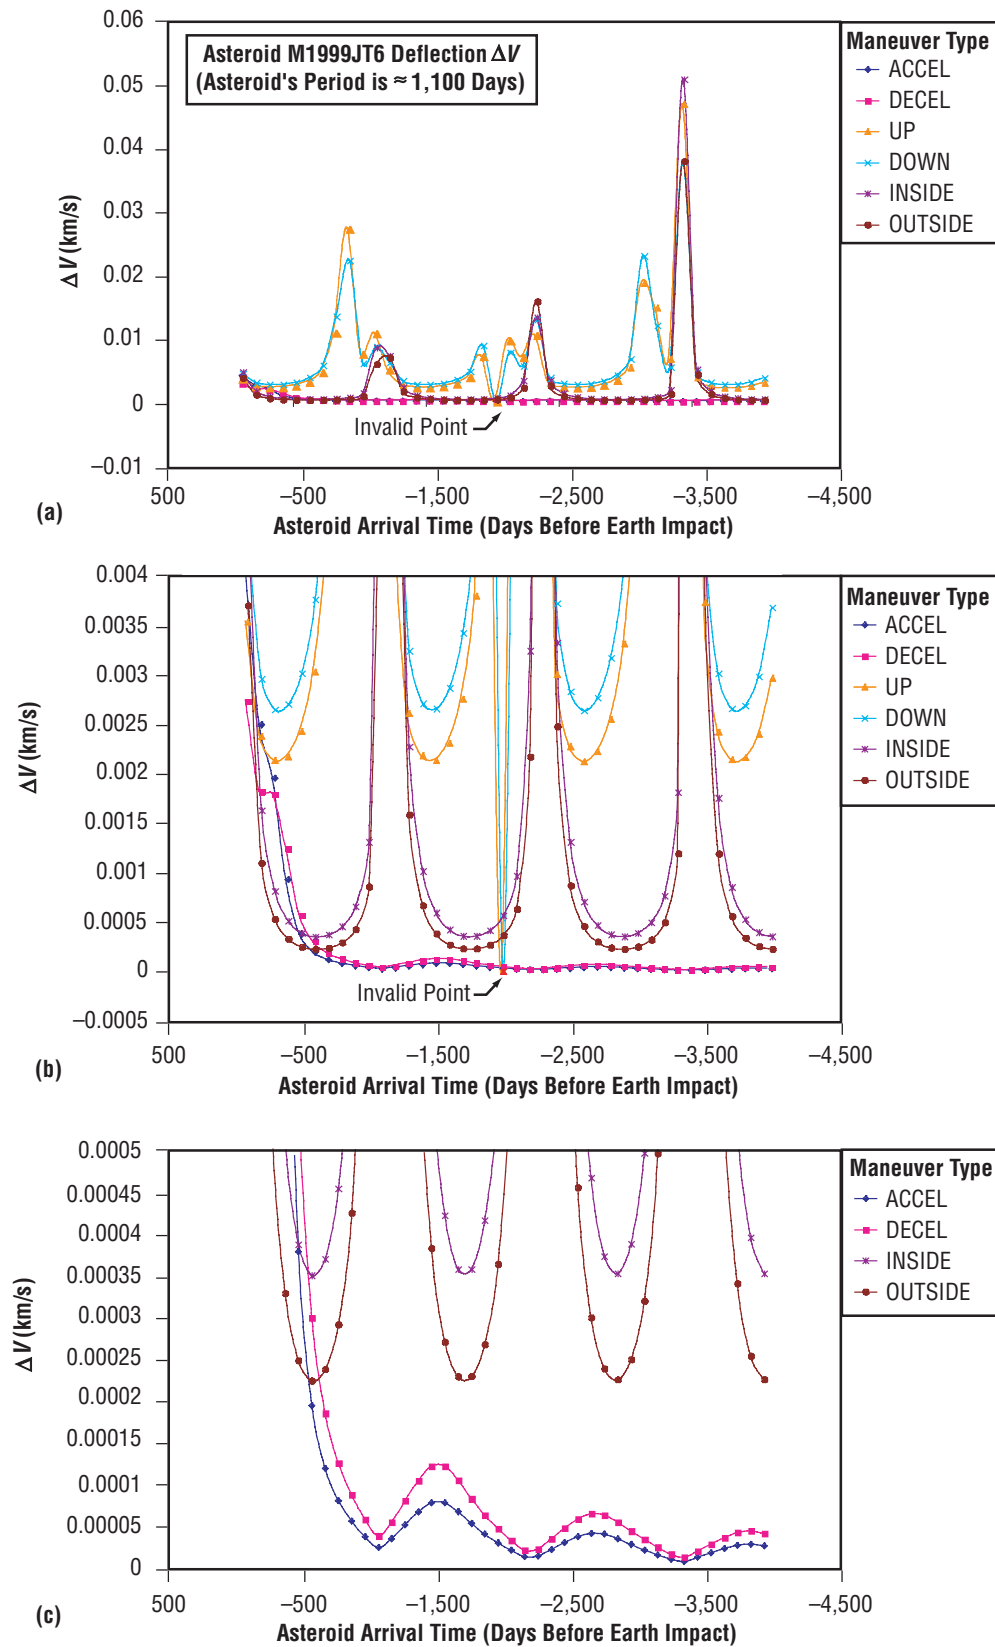 Asteroid M1999JT6 Deflection ΔV
(Asteroid's Period is ≈ 1,100 Days)
Maneuver Type
ACCEL
DECEL
UP
DOWN
INSIDE
OUTSIDE
ΔV (km/s)
0.06
0.05
0.04
0.03
0.02
0.01
0
–0.01
Invalid Point
500
–500
–1,500
–2,500
–3,500
–4,500
(a)
Asteroid Arrival Time (Days Before Earth Impact)
Maneuver Type
ACCEL
DECEL
UP
DOWN
INSIDE
OUTSIDE
ΔV (km/s)
0.004
0.0035
0.003
0.0025
0.002
0.0015
0.001
0.0005
0
–0.0005
Invalid Point
500
–500
–1,500
–2,500
–3,500
–4,500
(b)
Asteroid Arrival Time (Days Before Earth Impact)
Maneuver Type
ACCEL
DECEL
INSIDE
OUTSIDE
ΔV (km/s)
0.0005
0.00045
0.0004
0.00035
0.0003
0.00025
0.0002
0.00015
0.0001
0.00005
0
500
–500
–1,500
–2,500
–3,500
–4,500
(c)
Asteroid Arrival Time (Days Before Earth Impact)